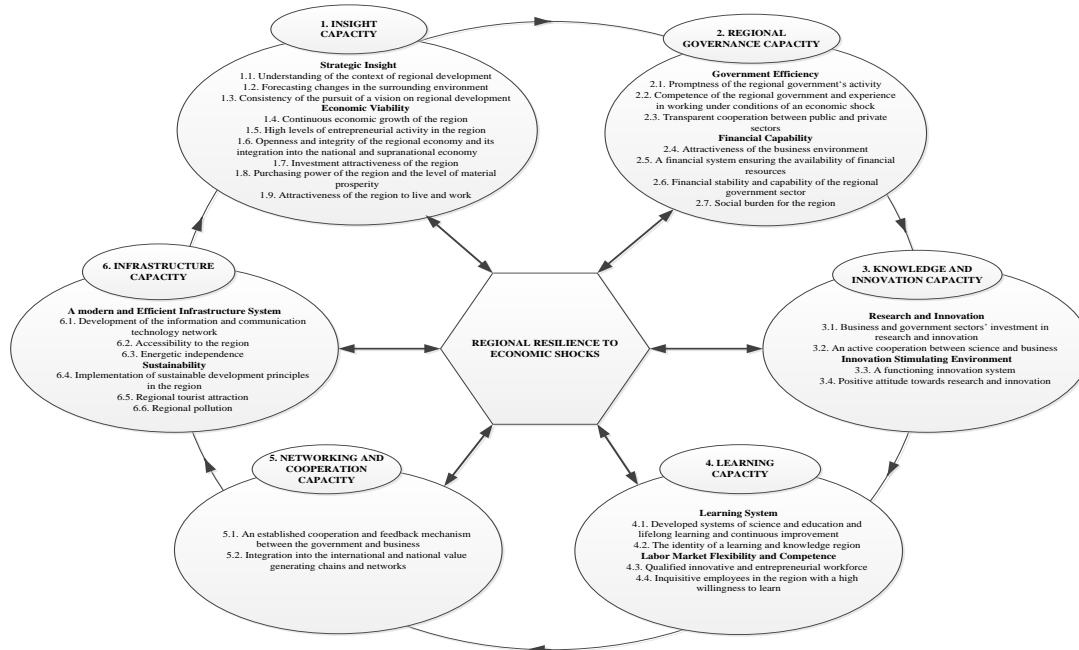 1. INSIGHT
CAPACITY
Strategic Insight
1.1. Understanding of the context of regional development
1.2. Forecasting changes in the surrounding environment
1.3. Consistency of the pursuit of a vision on regional development
Economic Viability
1.4. Continuous economic growth of the region
1.5. High levels of entrepreneurial activity in the region
1.6. Openness and integrity of the regional economy and its
integration into the national and supranational economy
1.7. Investment attractiveness of the region
1.8. Purchasing power of the region and the level of material
prosperity
1.9. Attractiveness of the region to live and work
2. REGIONAL
GOVERNANCE CAPACITY
Government Efficiency
2.1. Promptness of the regional government's activity
2.2. Competence of the regional government and experience
in working under conditions of an economic shock
2.3. Transparent cooperation between public and private
sectors
Financial Capability
2.4. Attractiveness of the business environment
2.5. A financial system ensuring the availability of financial
resources
2.6. Financial stability and capability of the regional
government sector
2.7. Social burden for the region
3. KNOWLEDGE AND
INNOVATION CAPACITY
Research and Innovation
3.1. Business and government sectors' investment in
research and innovation
3.2. An active cooperation between science and business
Innovation Stimulating Environment
3.3. A functioning innovation system
3.4. Positive attitude towards research and innovation
4. LEARNING
CAPACITY
Learning System
4.1. Developed systems of science and education and
lifelong learning and continuous improvement
4.2. The identity of a learning and knowledge region
Labor Market Flexibility and Competence
4.3. Qualified innovative and entrepreneurial workforce
4.4. Inquisitive employees in the region with a high
willingness to learn
5. NETWORKING AND
COOPERATION
CAPACITY
5.1. An established cooperation and feedback mechanism
between the government and business
5.2. Integration into the international and national value
generating chains and networks
6. INFRASTRUCTURE
CAPACITY
A modern and Efficient Infrastructure System
6.1. Development of the information and communication
technology network
6.2. Accessibility to the region
6.3. Energetic independence
Sustainability
6.4. Implementation of sustainable development principles
in the region
6.5. Regional tourist attraction
6.6. Regional pollution
REGIONAL RESILIENCE TO
ECONOMIC SHOCKS